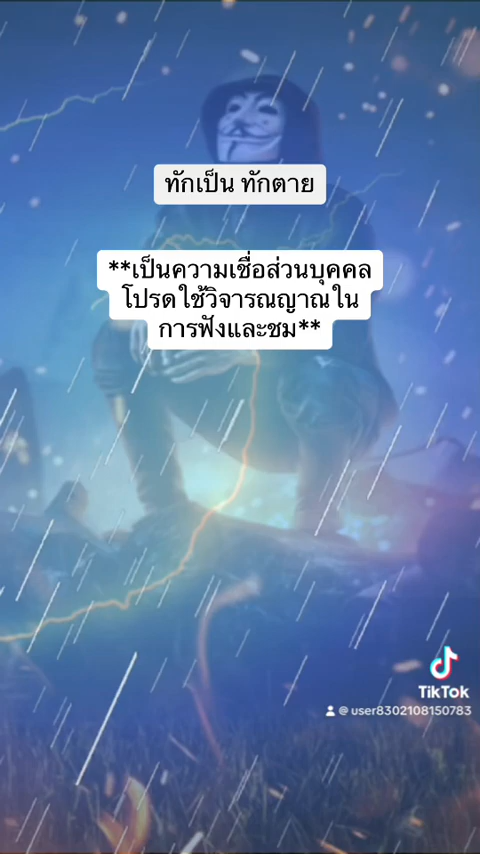 ทักเป็น ทักตาย
**เป็นความเชื่อส่วนบุคคล
โปรดใช้วิจารณญาณใน
การฟังและชม**
TikTok
@user8302108150783